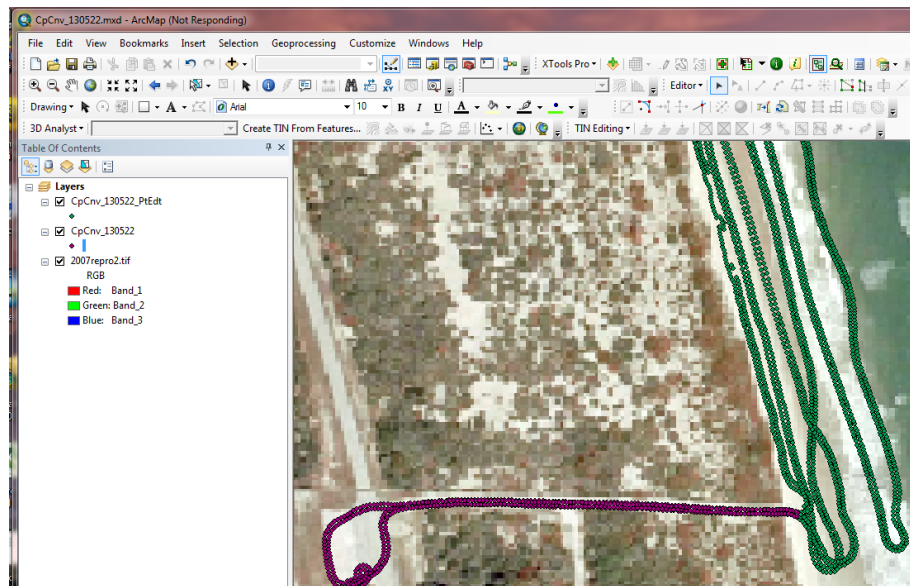 CpCnv_130522.mxd - ArcMap (Not Responding)
File Edit View Bookmarks Insert Selection Geoprocessing Customize Windows Help
XTools Pro
Editor
Drawing A Arial 10 B I U A
3D Analyst Create TIN From Features... TIN Editing
Table Of Contents
Layers
CpCnv_130522_PtEdt
CpCnv_130522
2007repro2.tif
RGB
Red: Band_1
Green: Band_2
Blue: Band_3